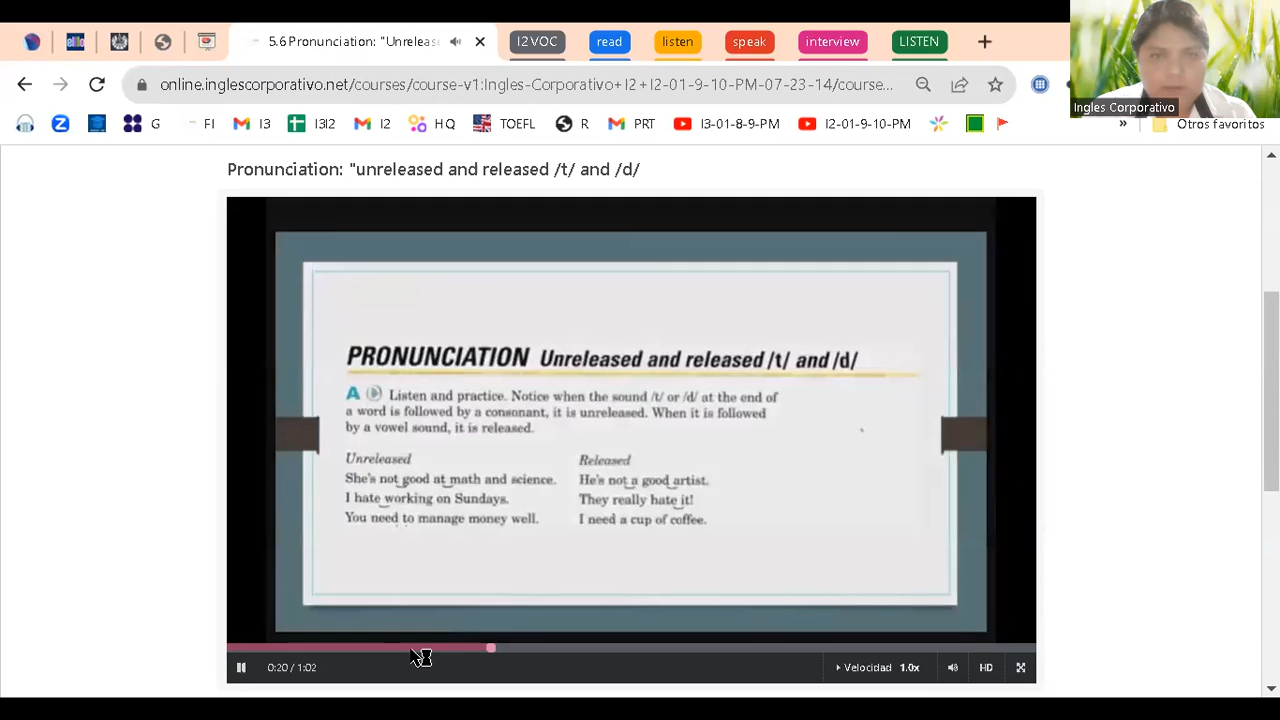 5.6 Pronunciation: "Unrelease
I2 VOC
read
listen
speak
interview
LISTEN
online.inglescorporativo.net/courses/course-v1:Ingles-Corporativo+I2+I2-01-9-10-PM-07-23-14/course...
Ingles Corporativo
G
FI
I3
I3I2
I2
HQ
TOEFL
R
PRT
I3-01-8-9-PM
I2-01-9-10-PM
»
Otros favoritos
Pronunciation: "unreleased and released /t/ and /d/
PRONUNCIATION Unreleased and released /t/ and /d/
A Listen and practice. Notice when the sound /t/ or /d/ at the end of
a word is followed by a consonant, it is unreleased. When it is followed
by a vowel sound, it is released.
Unreleased
She's not good at math and science.
I hate working on Sundays.
You need to manage money well.
Released
He's not a good artist.
They really hate it!
I need a cup of coffee.
0:20 / 1:02
Velocidad 1.0x
HD